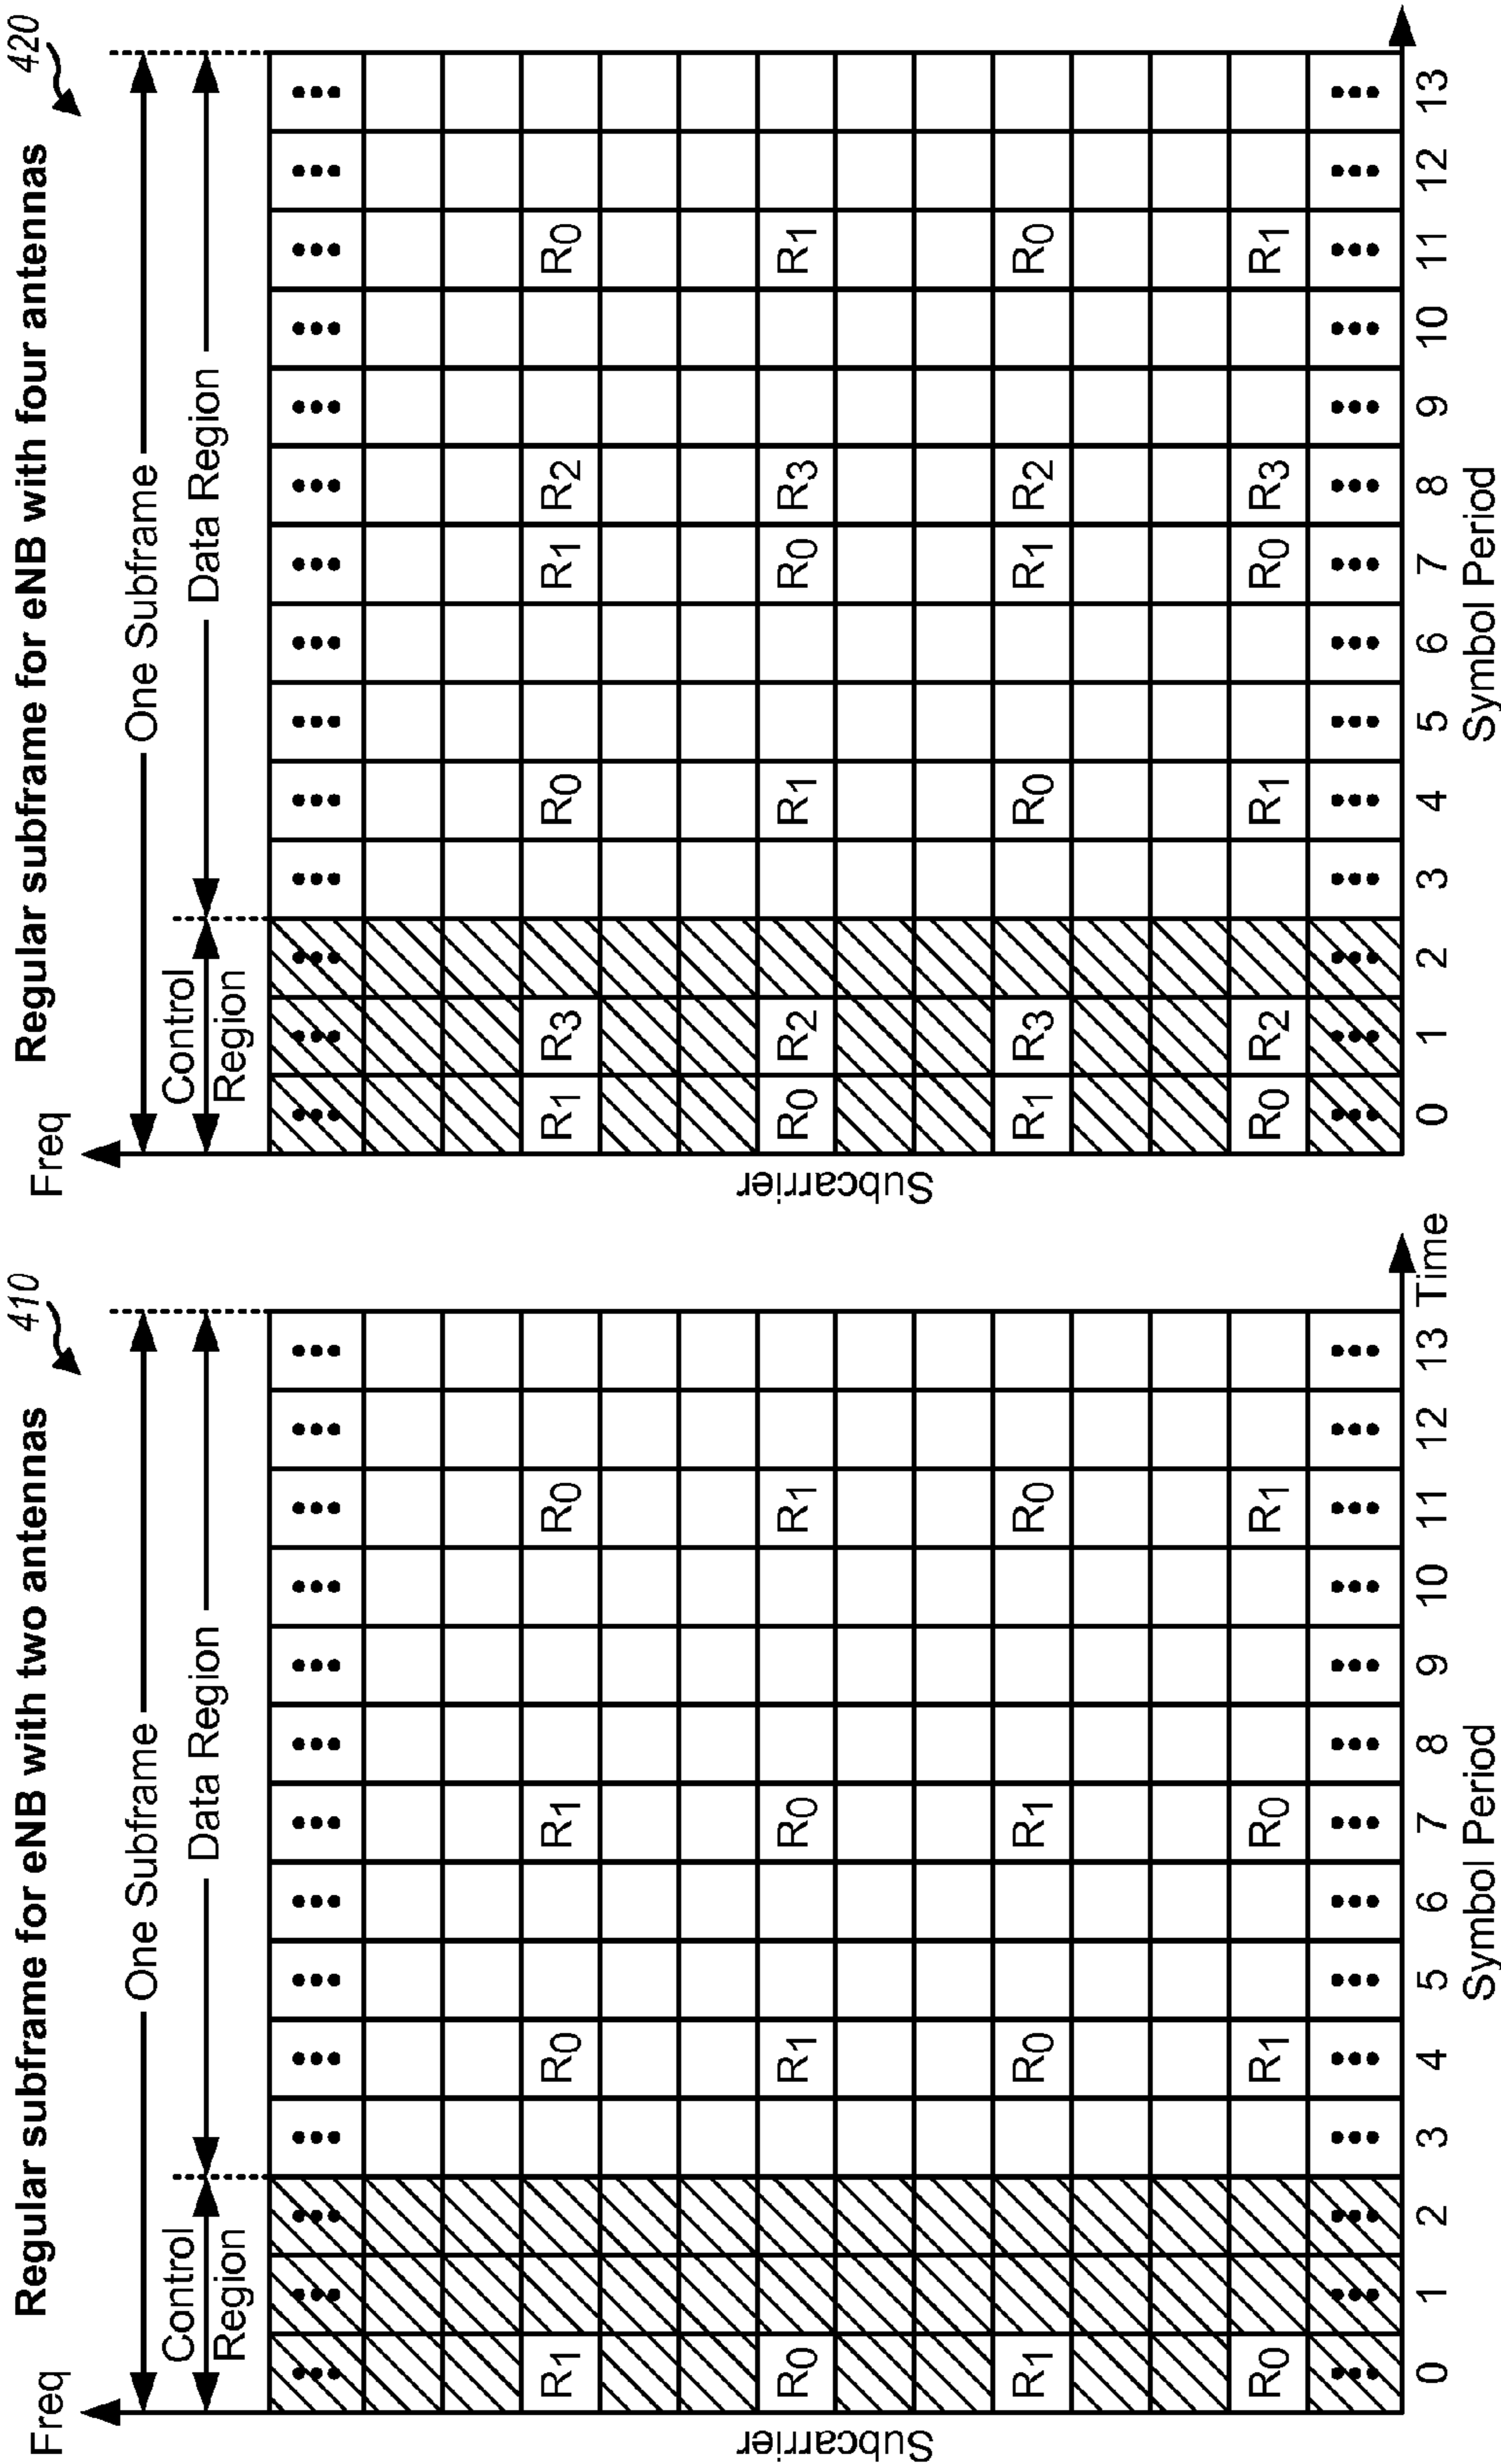 Regular subframe for eNB with two antennas
410
Freq
One Subframe
Control Region
Data Region
Subcarrier
R1 R0 R1 R0
R0 R1 R0 R1
R1 R0 R1 R0
R0 R1 R0 R1
0 1 2 3 4 5 6 7 8 9 10 11 12 13
Time
Symbol Period
Regular subframe for eNB with four antennas
420
Freq
One Subframe
Control Region
Data Region
Subcarrier
R1 R3 R0 R1 R2 R0
R0 R2 R1 R0 R3 R1
R1 R3 R0 R1 R2 R0
R0 R2 R1 R0 R3 R1
0 1 2 3 4 5 6 7 8 9 10 11 12 13
Symbol Period